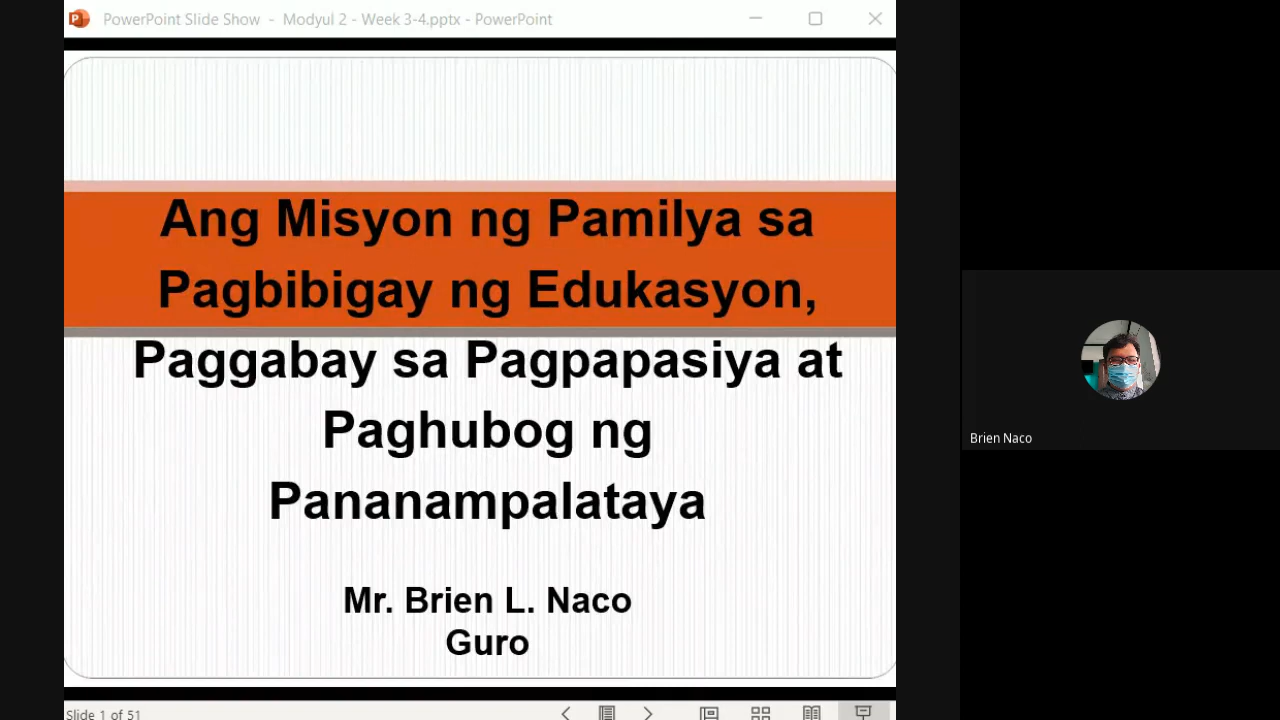 PowerPoint Slide Show - Modyul 2 - Week 3-4.pptx - PowerPoint
Ang Misyon ng Pamilya sa
Pagbibigay ng Edukasyon,
Paggabay sa Pagpapasiya at
Paghubog ng
Pananampalataya
Mr. Brien L. Naco
Guro
Brien Naco
Slide 1 of 51